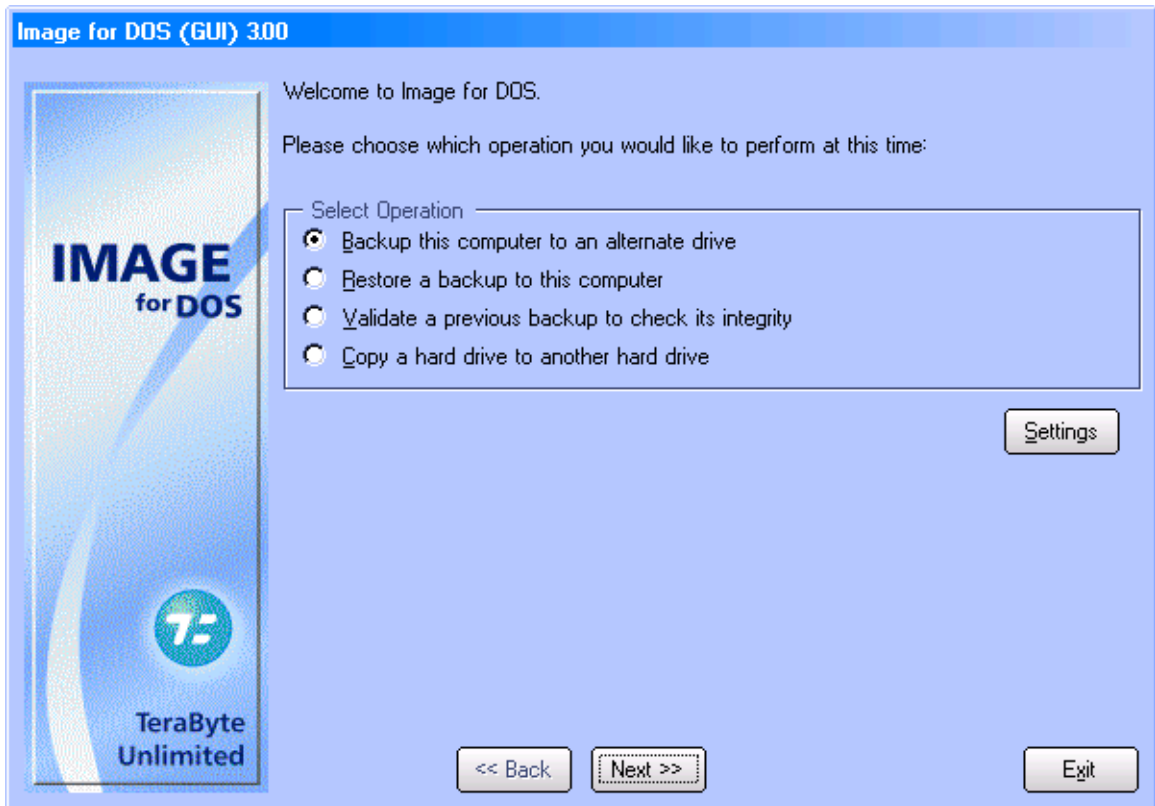 Image for DOS (GUI) 3.00
Welcome to Image for DOS.
Please choose which operation you would like to perform at this time:
Select Operation
Backup this computer to an alternate drive
Restore a backup to this computer
Validate a previous backup to check its integrity
Copy a hard drive to another hard drive
Settings
IMAGE
for DOS
TeraByte
Unlimited
<< Back
Next >>
Exit